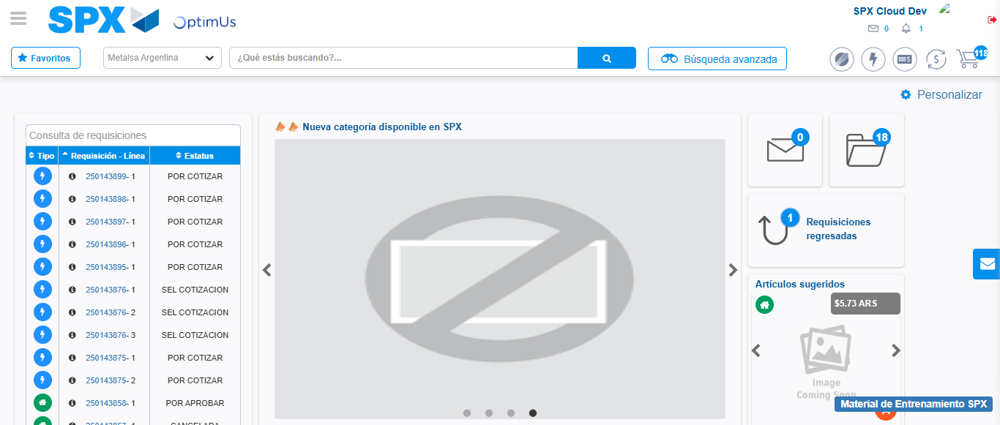 SPX
OptimUs
SPX Cloud Dev
0
1
Favoritos
Metalsa Argentina
¿Qué estás buscando?...
Búsqueda avanzada
$
$
118
Personalizar
Consulta de requisiciones
Tipo Requisición - Línea Estatus
250143899- 1 POR COTIZAR
250143898- 1 POR COTIZAR
250143897- 1 POR COTIZAR
250143896- 1 POR COTIZAR
250143895- 1 POR COTIZAR
250143876- 1 SEL COTIZACION
250143876- 2 SEL COTIZACION
250143876- 3 SEL COTIZACION
250143875- 1 POR COTIZAR
250143875- 2 POR COTIZAR
250143858- 1 POR APROBAR
250143857- 1 CANCELADA
Nueva categoría disponible en SPX
0
18
1
Requisiciones
regresadas
Artículos sugeridos
$5.73 ARS
Image
Coming Soon
Material de Entrenamiento SPX